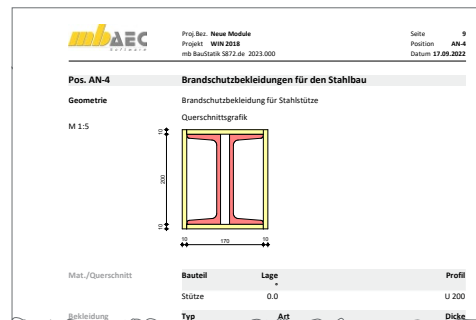 mb AEC
Software
Proj.Bez. Neue Module
Projekt WIN 2018
mb BauStatik S872.de 2023.000
Seite 9
Position AN-4
Datum 17.09.2022
Pos. AN-4 Brandschutzbekleidungen für den Stahlbau
Geometrie Brandschutzbekleidung für Stahlstütze
Querschnittsgrafik
M 1:5
10
200
10
10 170 10
Mat./Querschnitt Bauteil Lage Profil
°
Stütze 0.0 U 200
Bekleidung Typ Art Dicke